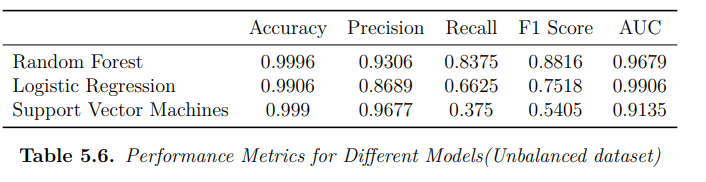 Accuracy Precision Recall F1 Score AUC
Random Forest 0.9996 0.9306 0.8375 0.8816 0.9679
Logistic Regression 0.9906 0.8689 0.6625 0.7518 0.9906
Support Vector Machines 0.999 0.9677 0.375 0.5405 0.9135
Table 5.6. Performance Metrics for Different Models(Unbalanced dataset)